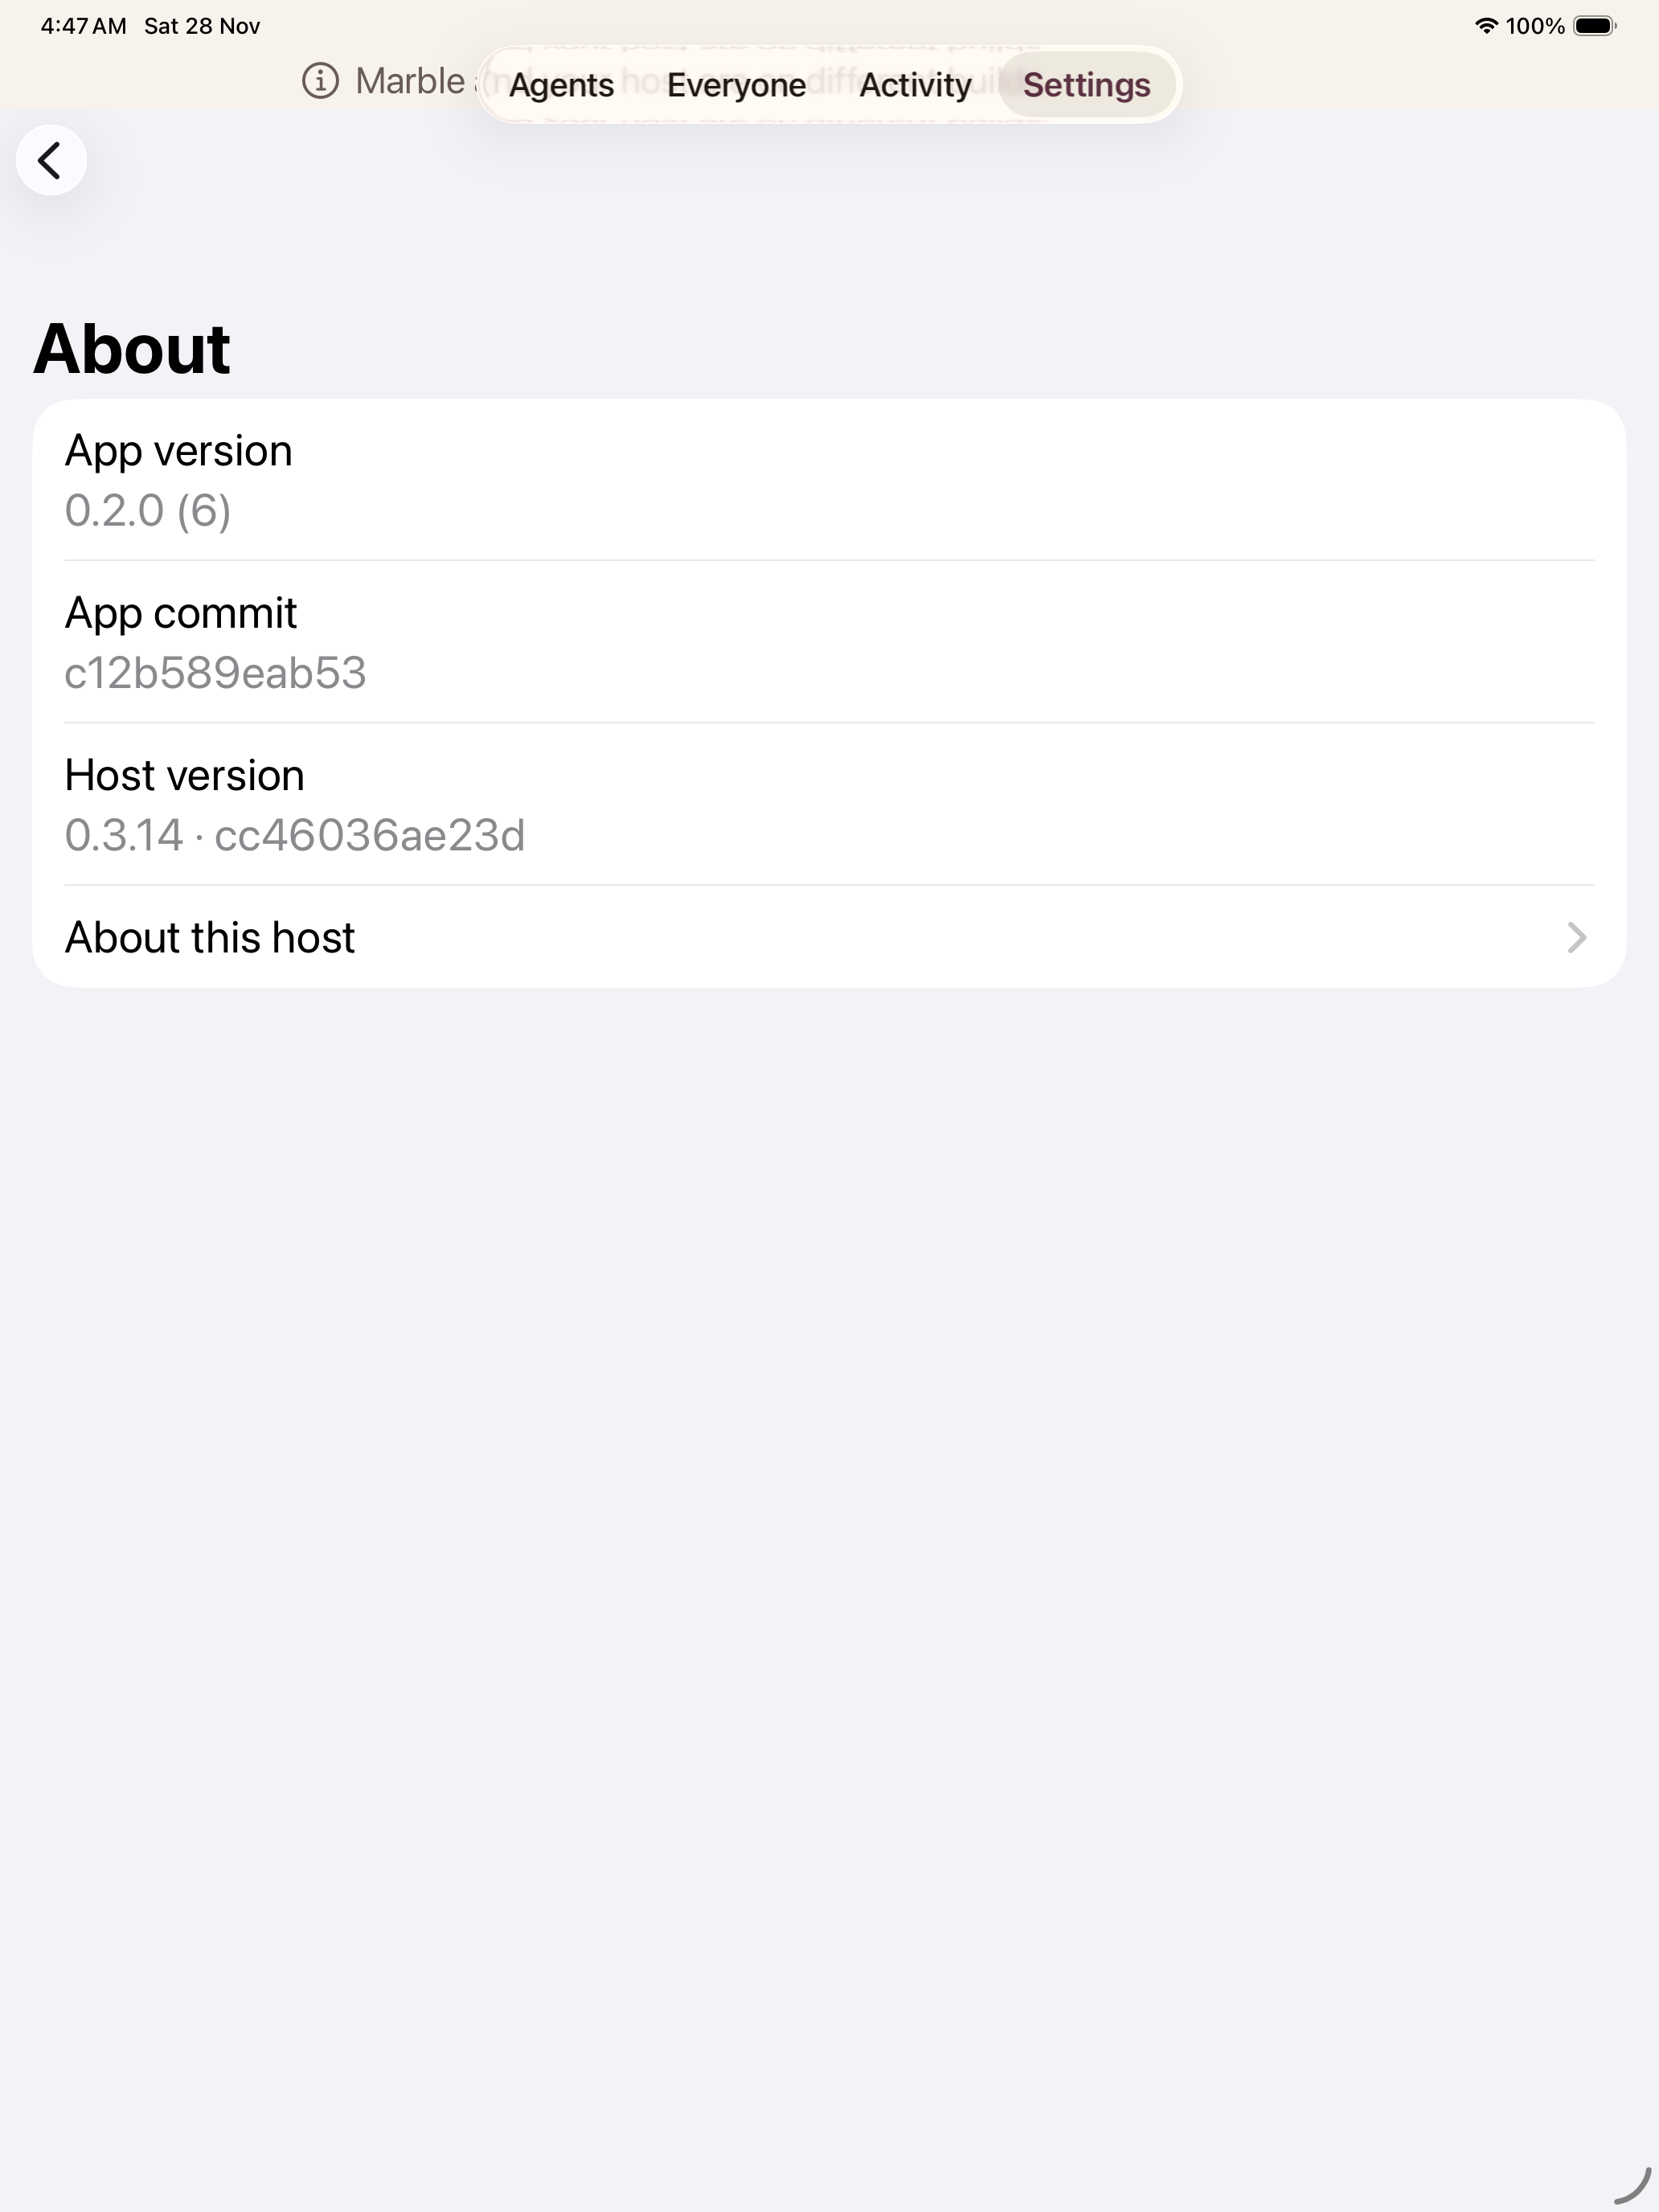 4:47 AM Sat 28 Nov
100%
Marble
Agents Everyone Activity Settings
About
App version
0.2.0 (6)
App commit
c12b589eab53
Host version
0.3.14 · cc46036ae23d
About this host